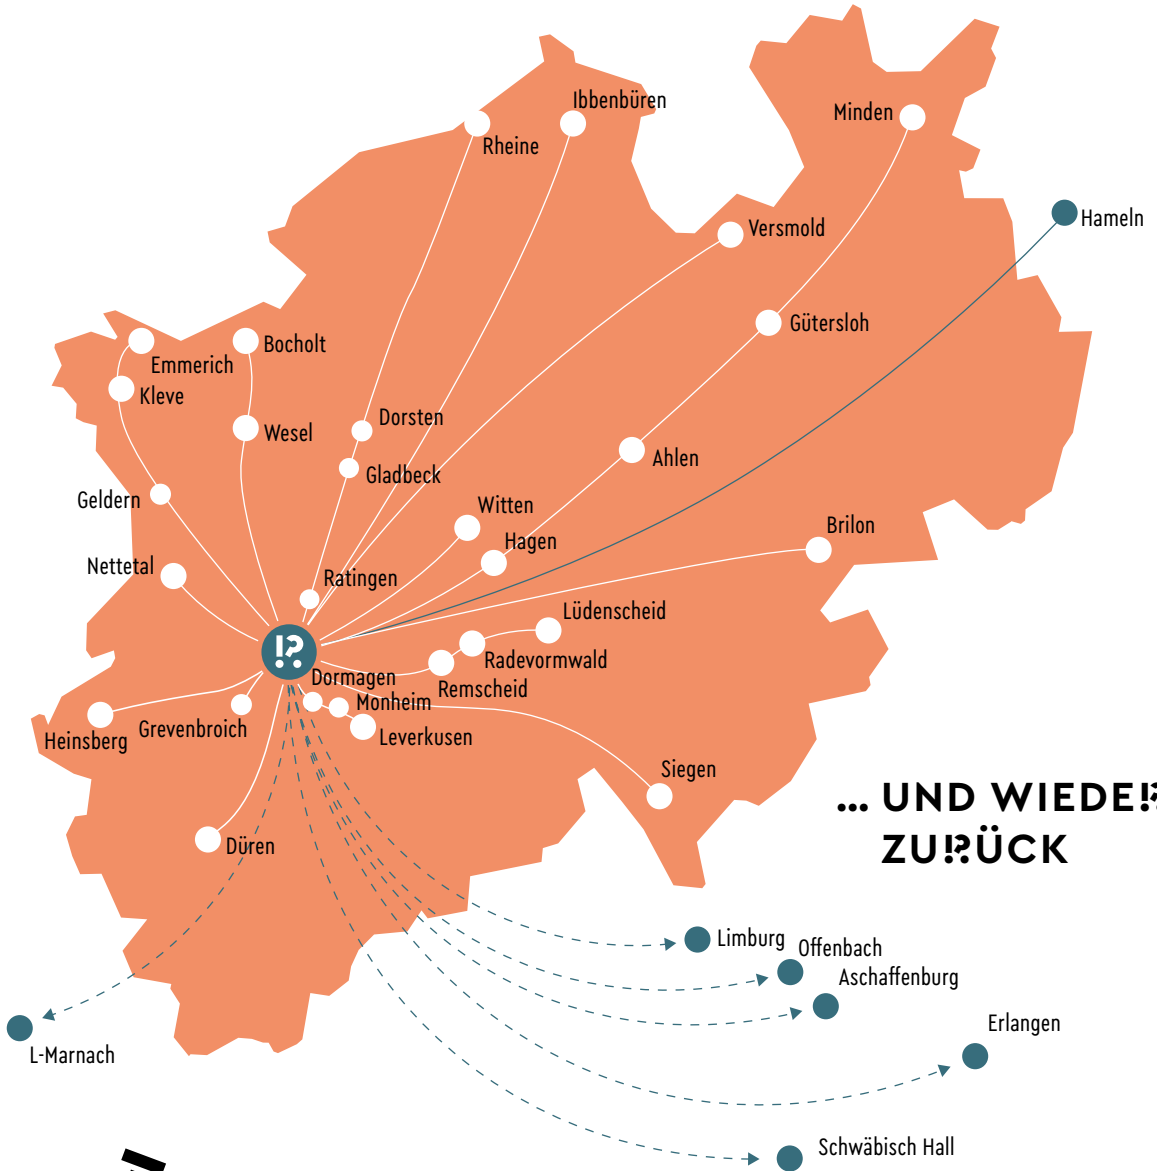 Ibbenbüren
Minden
Rheine
Hameln
Versmold
Gütersloh
Bocholt
Emmerich
Kleve
Dorsten
Wesel
Ahlen
Gladbeck
Geldern
Witten
Brilon
Hagen
Nettetal
Ratingen
Lüdenscheid
!?
Radevormwald
Dormagen
Remscheid
Monheim
Grevenbroich
Leverkusen
Heinsberg
Siegen
... UND WIEDE!?
ZU!?ÜCK
Düren
Limburg
Offenbach
Aschaffenburg
Erlangen
L-Marnach
Schwäbisch Hall